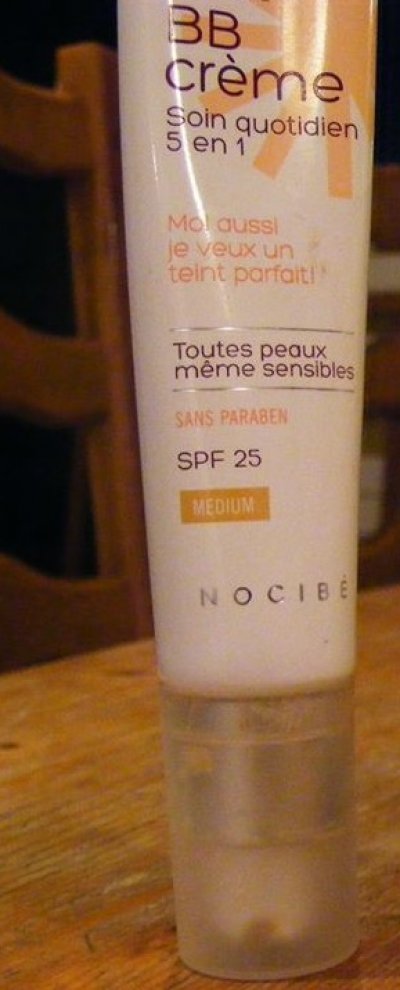 BB
crème
Soin quotidien
5 en 1
Moi aussi
je veux un
teint parfait!
Toutes peaux
même sensibles
SANS PARABEN
SPF 25
MEDIUM
NOCIBÉ